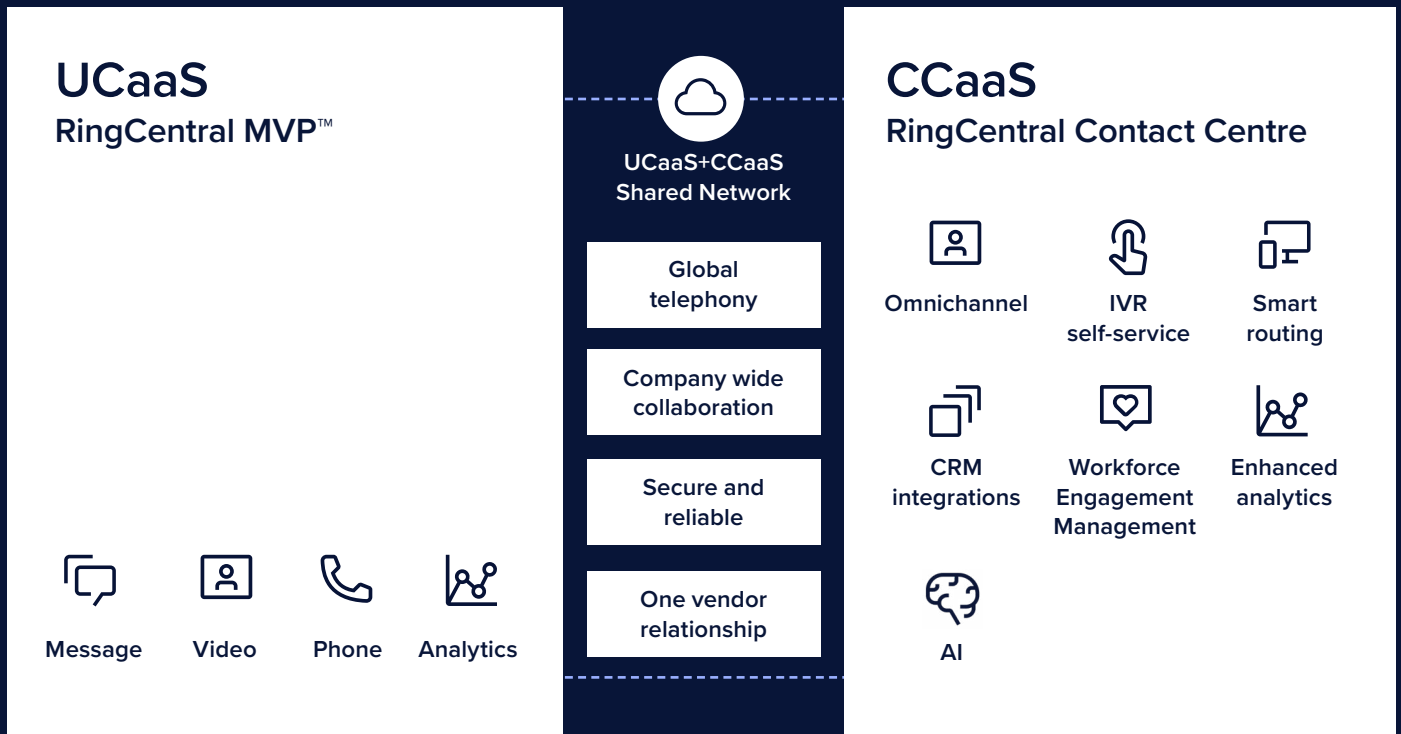 UCaaS
RingCentral MVP™
Message
Video
Phone
Analytics
UCaaS+CCaaS
Shared Network
Global
telephony
Company wide
collaboration
Secure and
reliable
One vendor
relationship
CCaaS
RingCentral Contact Centre
Omnichannel
IVR
self-service
Smart
routing
CRM
integrations
Workforce
Engagement
Management
Enhanced
analytics
AI